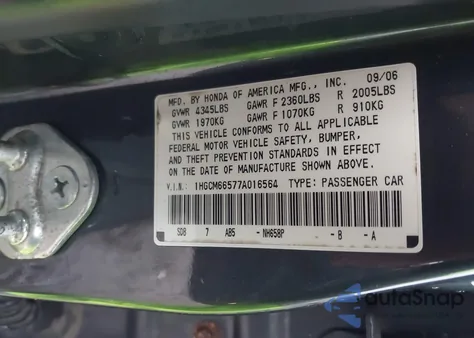 MFD. BY HONDA OF AMERICA MFG., INC. 09/06
GVWR 4345LBS GAWR F 2360LBS R 2005LBS
GVWR 1970KG GAWR F 1070KG R 910KG
THIS VEHICLE CONFORMS TO ALL APPLICABLE
FEDERAL MOTOR VEHICLE SAFETY, BUMPER,
AND THEFT PREVENTION STANDARDS IN EFFECT
ON THE DATE OF MANUFACTURE SHOWN ABOVE.
V.I.N.: 1HGCM66577A016564 TYPE: PASSENGER CAR
SDB 7 AB5 -NH658P -B -A
autaSnap